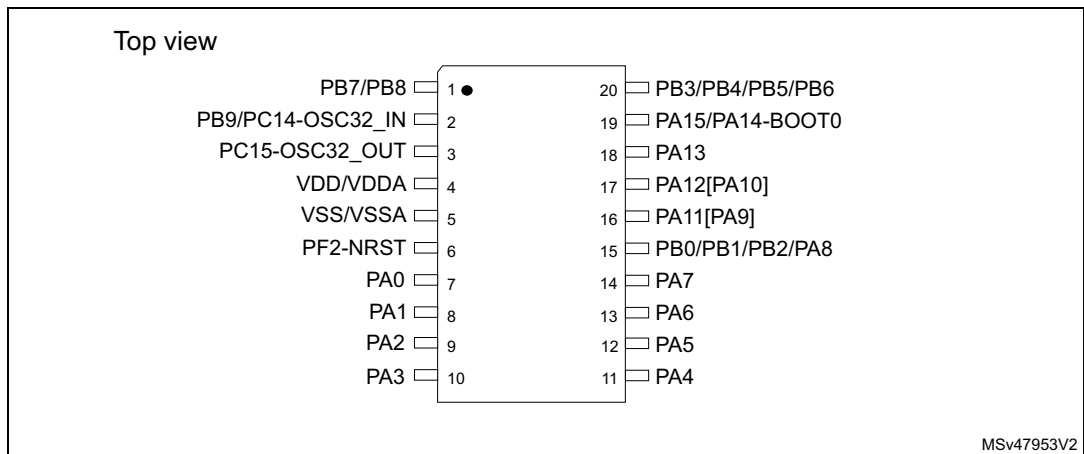 Top view
PB7/PB8 1 20 PB3/PB4/PB5/PB6
PB9/PC14-OSC32_IN 2 19 PA15/PA14-BOOT0
PC15-OSC32_OUT 3 18 PA13
VDD/VDDA 4 17 PA12[PA10]
VSS/VSSA 5 16 PA11[PA9]
PF2-NRST 6 15 PB0/PB1/PB2/PA8
PA0 7 14 PA7
PA1 8 13 PA6
PA2 9 12 PA5
PA3 10 11 PA4
MSv47953V2